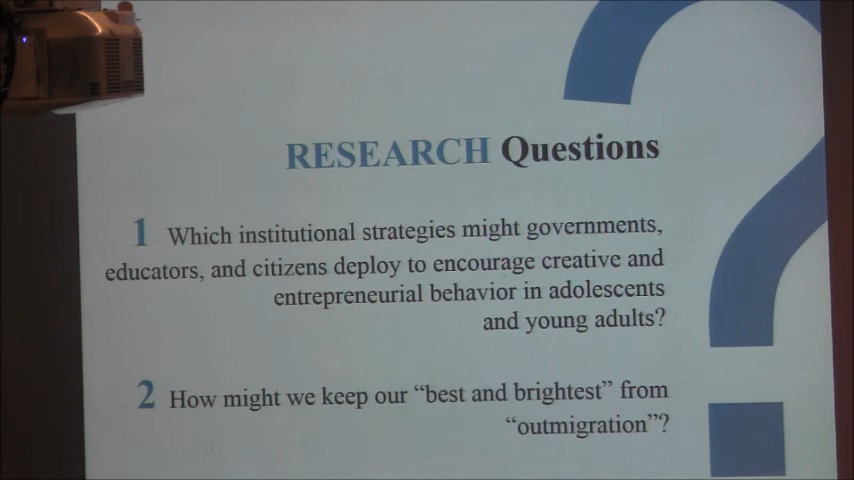 RESEARCH Questions
1 Which institutional strategies might governments,
educators, and citizens deploy to encourage creative and
entrepreneurial behavior in adolescents
and young adults?
2 How might we keep our “best and brightest” from
“outmigration”?